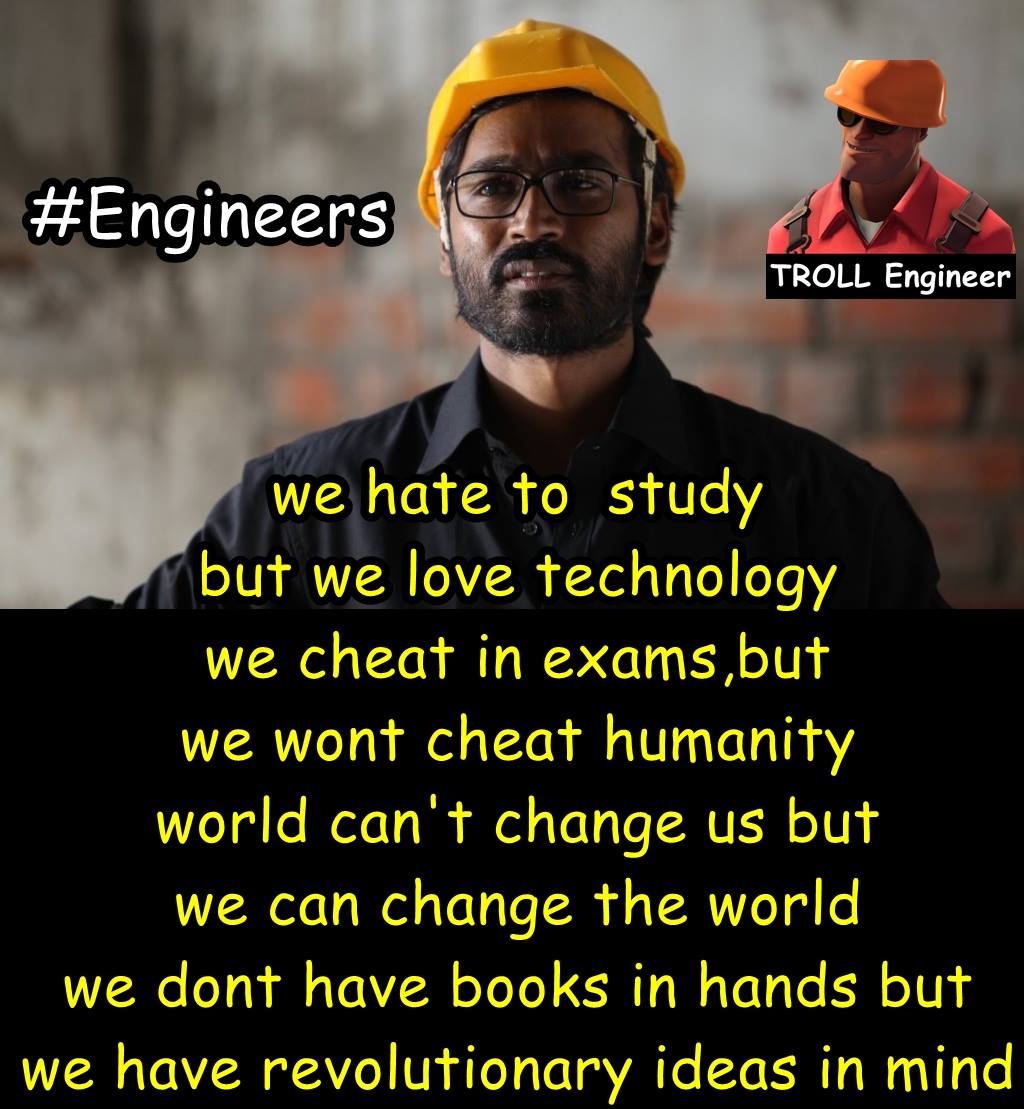 #Engineers
TROLL Engineer
we hate to study
but we love technology
we cheat in exams,but
we wont cheat humanity
world can't change us but
we can change the world
we dont have books in hands but
we have revolutionary ideas in mind